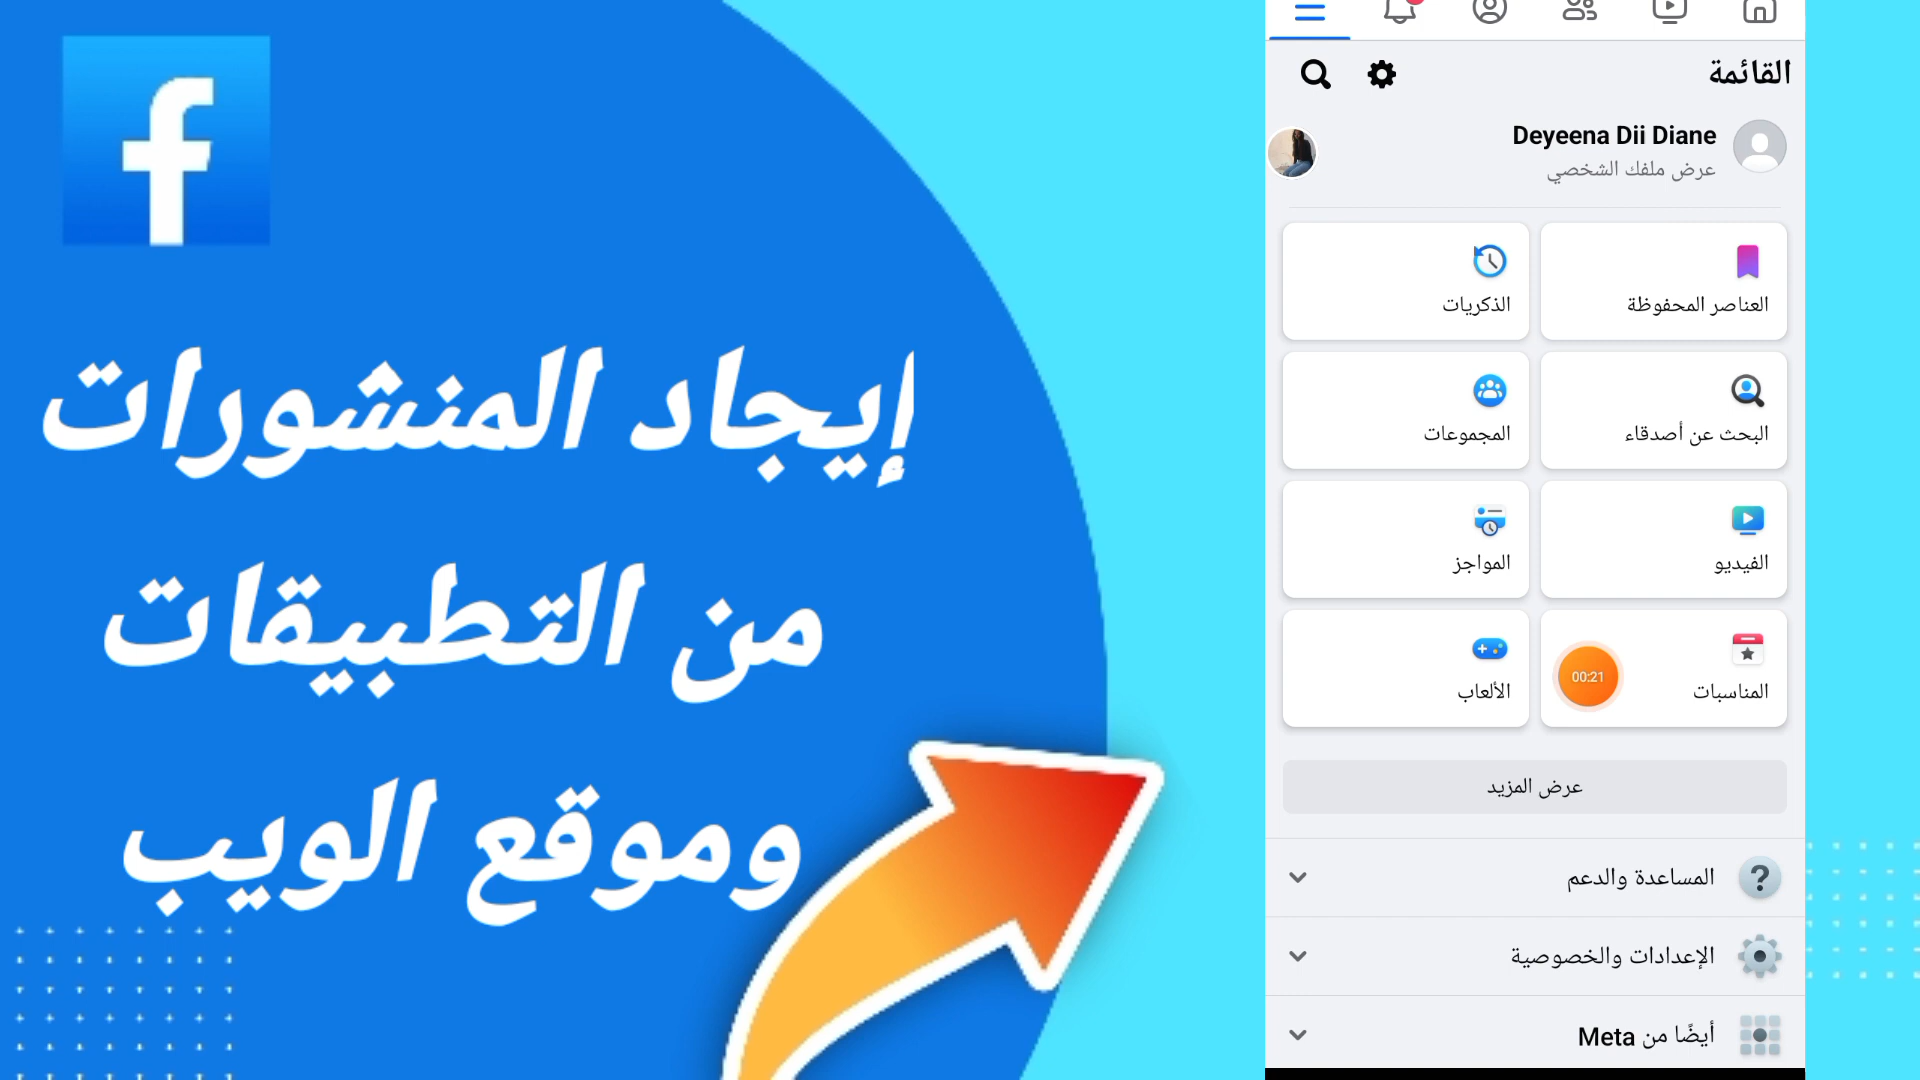 إيجاد المنشورات
من التطبيقات
وموقع الويب
القائمة
Deyeena Dii Diane
عرض ملفك الشخصي
العناصر المحفوظة
الذكريات
البحث عن أصدقاء
المجموعات
الفيديو
المواجز
المناسبات
00:21
الألعاب
عرض المزيد
المساعدة والدعم
الإعدادات والخصوصية
أيضًا من Meta